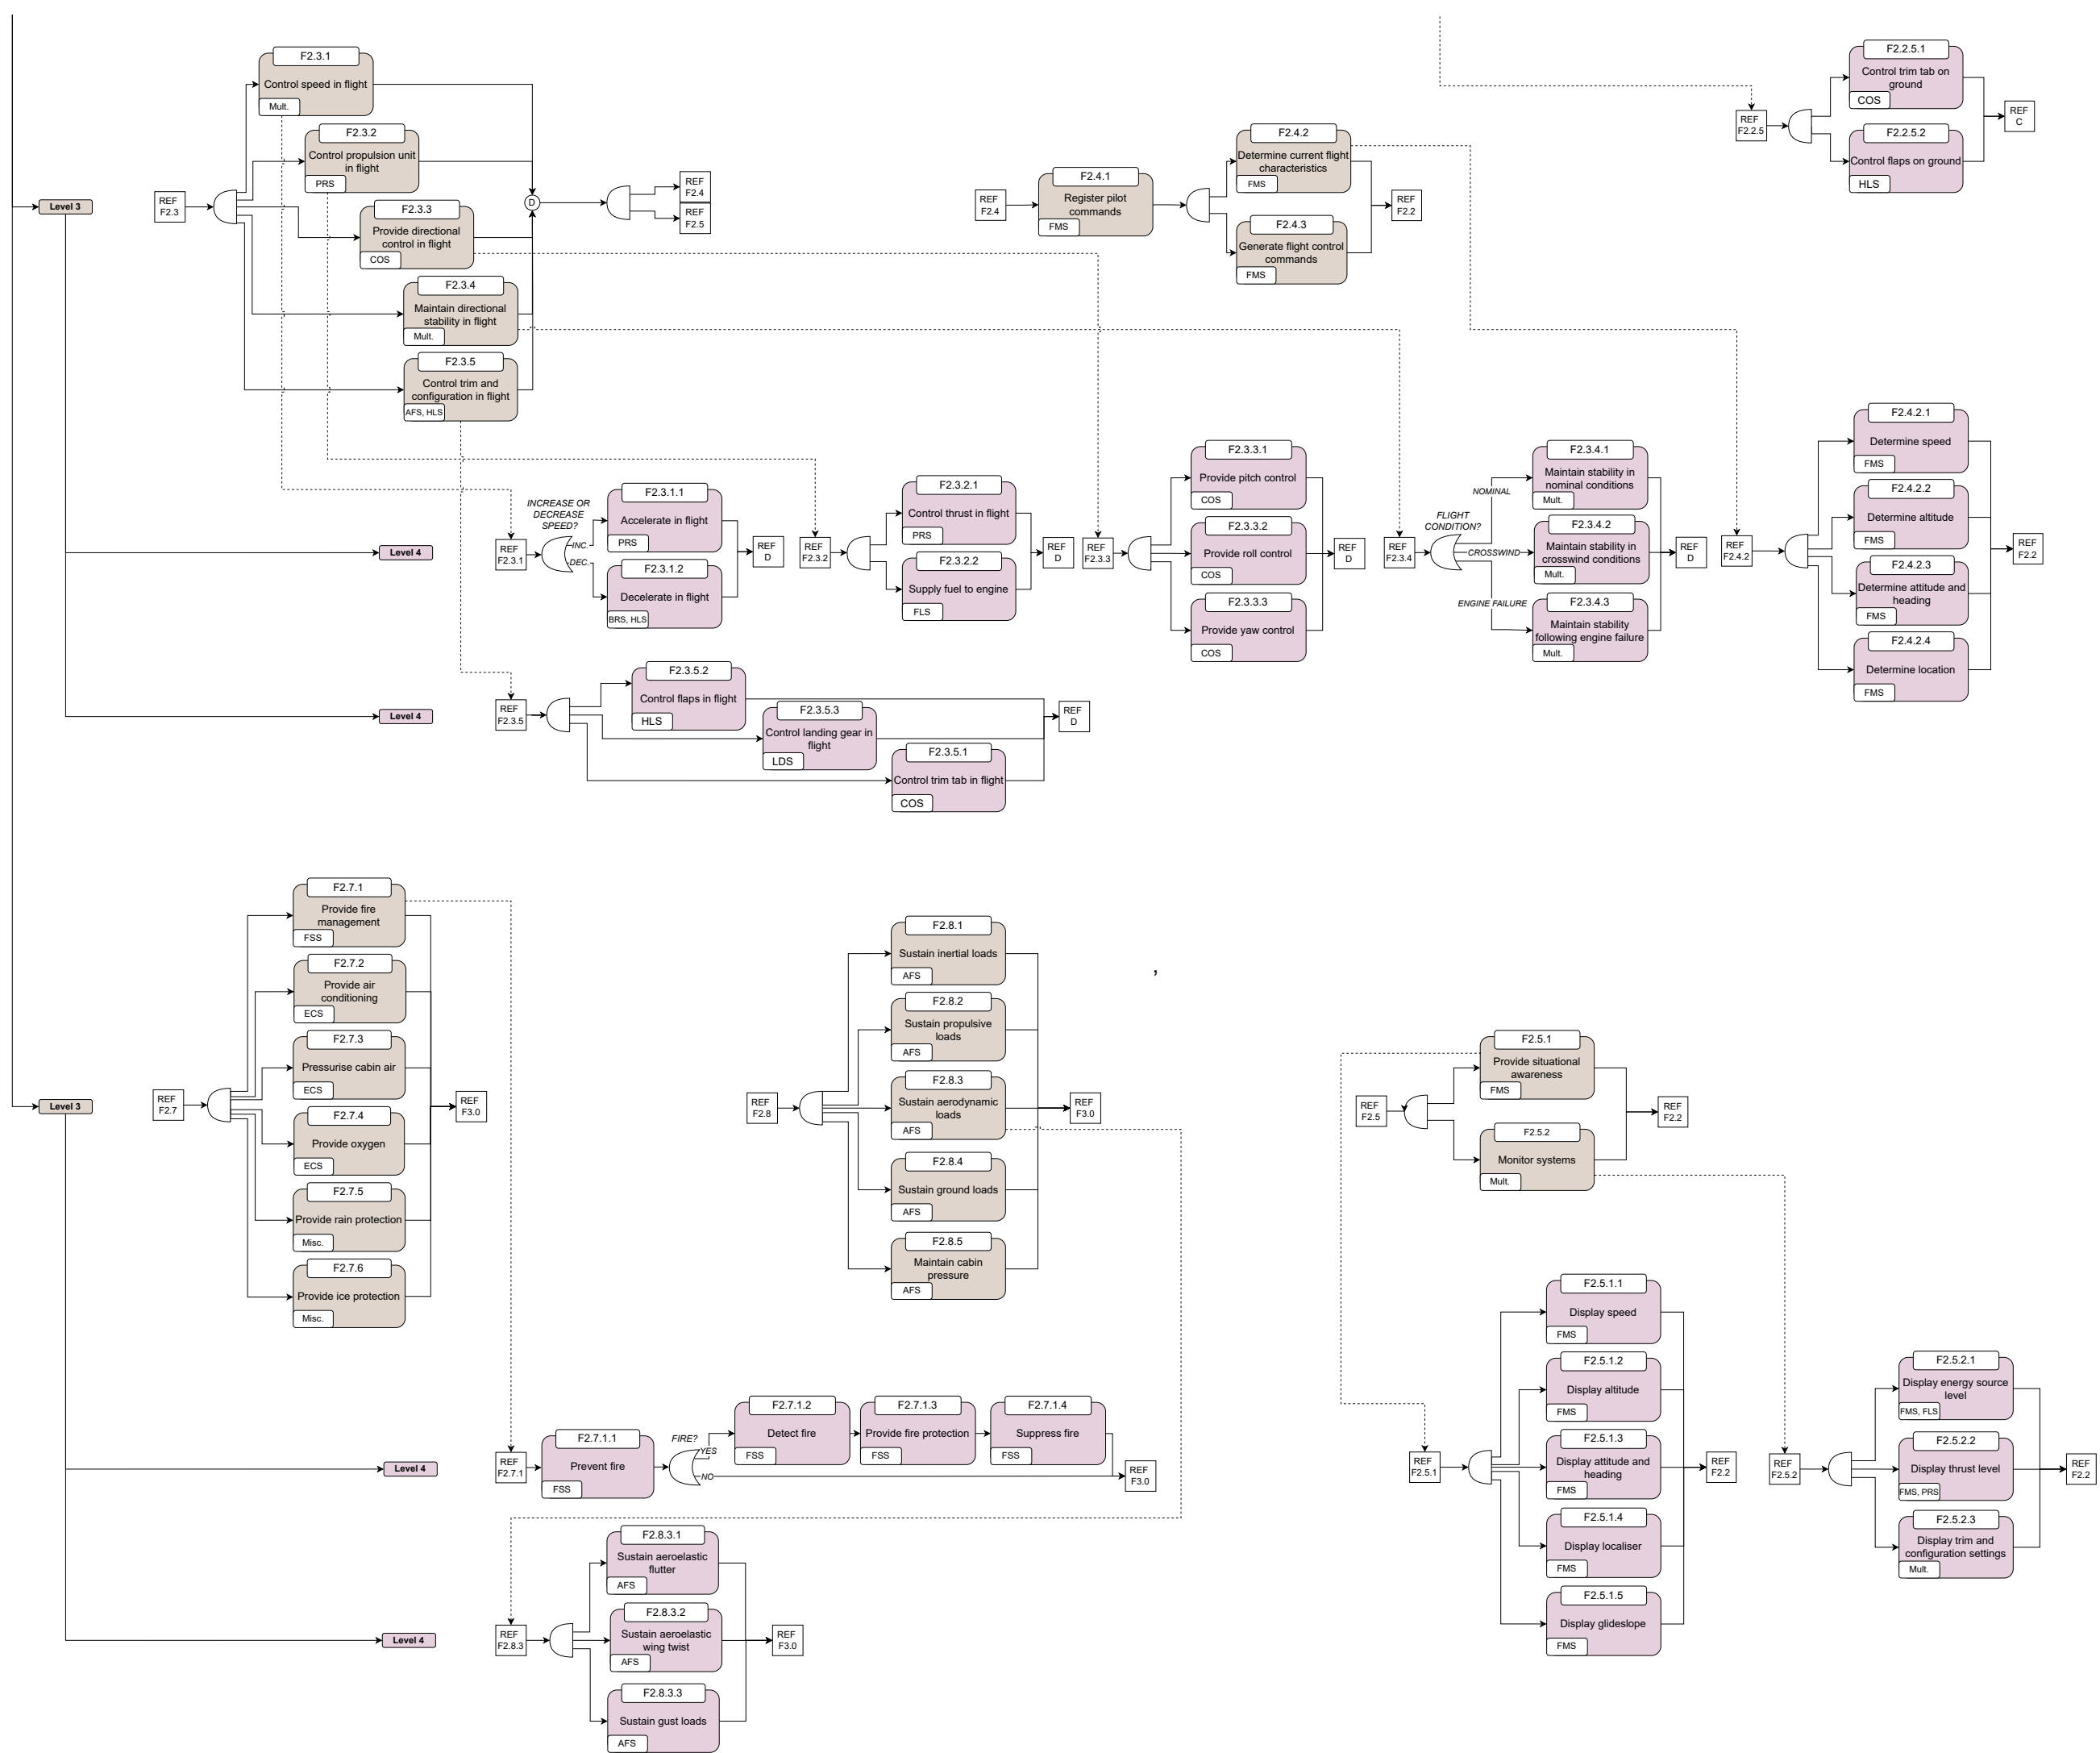 F2.3.1
Control speed in flight
Mult.
F2.3.2
Control propulsion unit
in flight
PRS
F2.3.3
Provide directional
control in flight
COS
F2.3.4
Maintain directional
stability in flight
Mult.
F2.3.5
Control trim and
configuration in flight
AFS, HLS
Level 3
REF
F2.3
D
REF
F2.4
REF
F2.5
REF
F2.4
F2.4.1
Register pilot
commands
FMS
F2.4.2
Determine current flight
characteristics
FMS
F2.4.3
Generate flight control
commands
FMS
REF
F2.2
REF
F2.2.5
F2.2.5.1
Control trim tab on
ground
COS
F2.2.5.2
Control flaps on ground
HLS
REF
C
Level 4
REF
F2.3.1
INCREASE OR
DECREASE
SPEED?
INC.
DEC.
F2.3.1.1
Accelerate in flight
PRS
F2.3.1.2
Decelerate in flight
BRS, HLS
REF
D
REF
F2.3.2
F2.3.2.1
Control thrust in flight
PRS
F2.3.2.2
Supply fuel to engine
FLS
REF
D
REF
F2.3.3
F2.3.3.1
Provide pitch control
COS
F2.3.3.2
Provide roll control
COS
F2.3.3.3
Provide yaw control
COS
REF
D
REF
F2.3.4
FLIGHT
CONDITION?
NOMINAL
CROSSWIND
ENGINE FAILURE
F2.3.4.1
Maintain stability in
nominal conditions
Mult.
F2.3.4.2
Maintain stability in
crosswind conditions
Mult.
F2.3.4.3
Maintain stability
following engine failure
Mult.
REF
D
REF
F2.4.2
F2.4.2.1
Determine speed
FMS
F2.4.2.2
Determine altitude
FMS
F2.4.2.3
Determine attitude and
heading
FMS
F2.4.2.4
Determine location
FMS
REF
F2.2
Level 4
REF
F2.3.5
F2.3.5.2
Control flaps in flight
HLS
F2.3.5.3
Control landing gear in
flight
LDS
F2.3.5.1
Control trim tab in flight
COS
REF
D
Level 3
REF
F2.7
F2.7.1
Provide fire
management
FSS
F2.7.2
Provide air
conditioning
ECS
F2.7.3
Pressurise cabin air
ECS
F2.7.4
Provide oxygen
ECS
F2.7.5
Provide rain protection
Misc.
F2.7.6
Provide ice protection
Misc.
REF
F3.0
REF
F2.8
F2.8.1
Sustain inertial loads
AFS
F2.8.2
Sustain propulsive
loads
AFS
F2.8.3
Sustain aerodynamic
loads
AFS
F2.8.4
Sustain ground loads
AFS
F2.8.5
Maintain cabin
pressure
AFS
REF
F3.0
,
REF
F2.5
F2.5.1
Provide situational
awareness
FMS
F2.5.2
Monitor systems
Mult.
REF
F2.2
Level 4
REF
F2.7.1
F2.7.1.1
Prevent fire
FSS
FIRE?
YES
NO
F2.7.1.2
Detect fire
FSS
F2.7.1.3
Provide fire protection
FSS
F2.7.1.4
Suppress fire
FSS
REF
F3.0
REF
F2.5.1
F2.5.1.1
Display speed
FMS
F2.5.1.2
Display altitude
FMS
F2.5.1.3
Display attitude and
heading
FMS
F2.5.1.4
Display localiser
FMS
F2.5.1.5
Display glideslope
FMS
REF
F2.2
REF
F2.5.2
F2.5.2.1
Display energy source
level
FMS, FLS
F2.5.2.2
Display thrust level
FMS, PRS
F2.5.2.3
Display trim and
configuration settings
Mult.
REF
F2.2
Level 4
REF
F2.8.3
F2.8.3.1
Sustain aeroelastic
flutter
AFS
F2.8.3.2
Sustain aeroelastic
wing twist
AFS
F2.8.3.3
Sustain gust loads
AFS
REF
F3.0